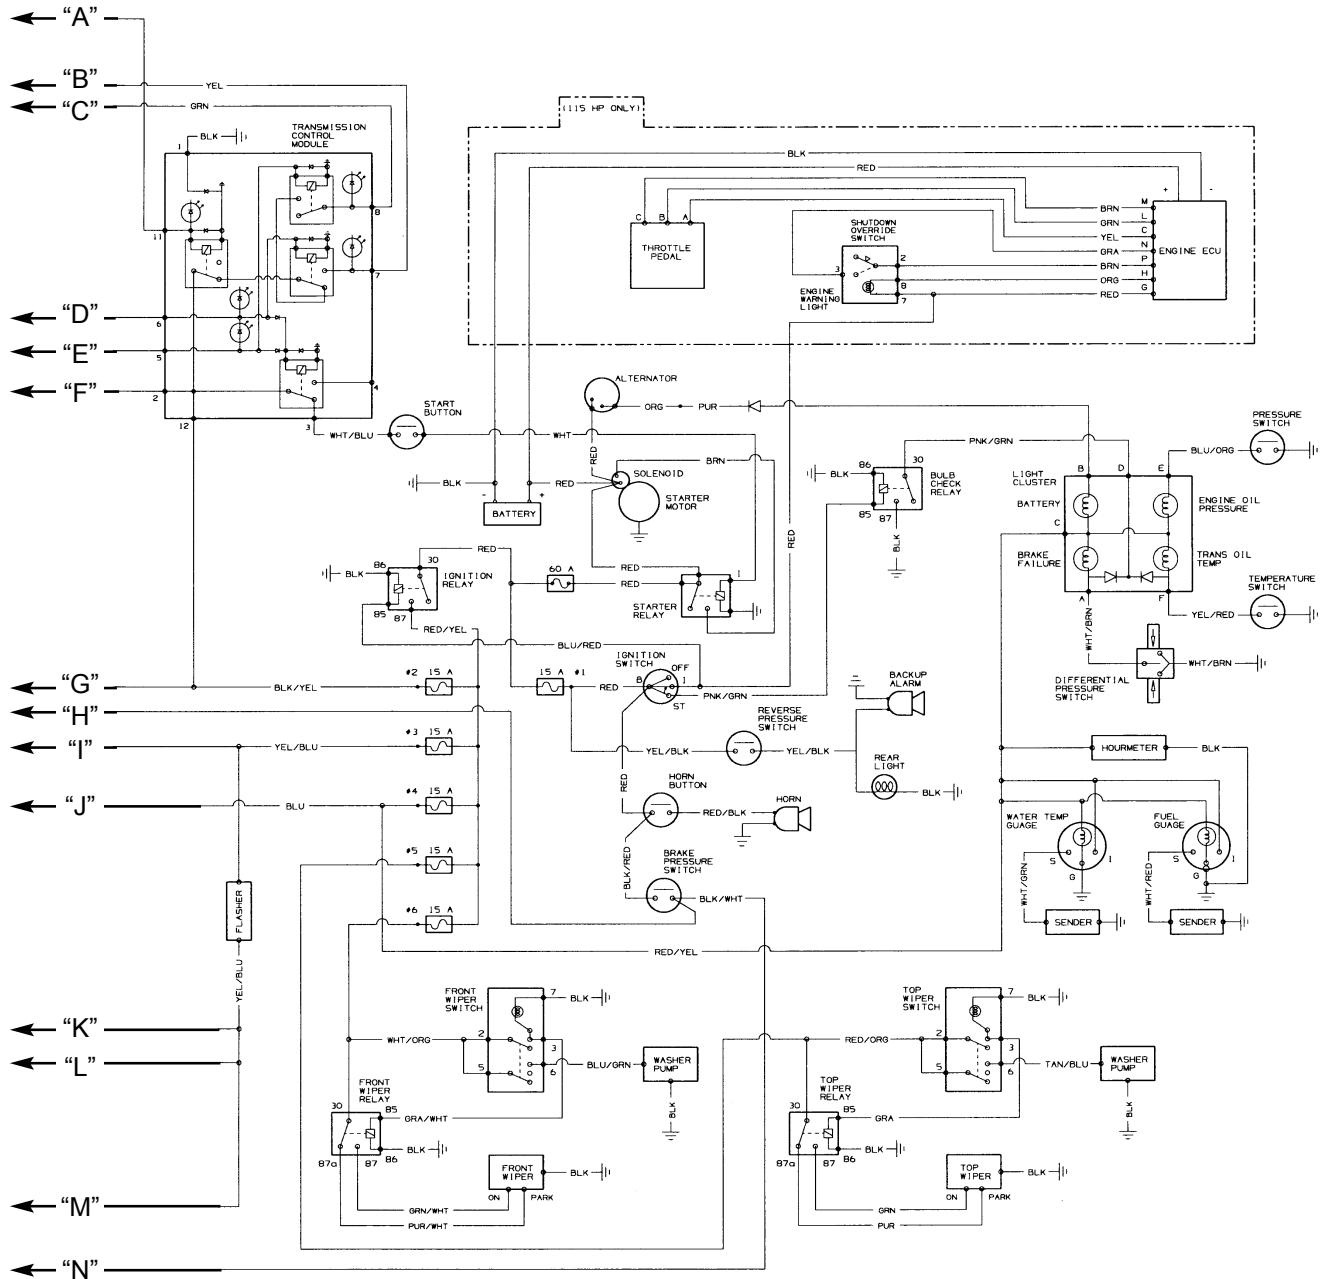 “A”
“B”
YEL
“C”
GRN
(115 HP ONLY)
TRANSMISSION
CONTROL
MODULE
BLK
1
8
11
7
“D”
6
“E”
5
“F”
2
4
12
3
BLK
RED
+
-
C
B
A
THROTTLE
PEDAL
SHUTDOWN
OVERRIDE
SWITCH
3
2
8
7
ENGINE
WARNING
LIGHT
BRN
M
GRN
L
YEL
C
GRA
N
BRN
P
ORG
H
RED
G
ENGINE ECU
START
BUTTON
WHT/BLU
WHT
ALTERNATOR
ORG
PUR
RED
BRN
SOLENOID
STARTER
MOTOR
BLK
RED
-
+
BATTERY
PNK/GRN
86
30
BLK
BULB
CHECK
RELAY
85
87
BLK
RED
PRESSURE
SWITCH
BLU/ORG
B
D
E
LIGHT
CLUSTER
BATTERY
ENGINE OIL
PRESSURE
C
BRAKE
FAILURE
TRANS OIL
TEMP
A
F
TEMPERATURE
SWITCH
YEL/RED
WHT/BRN
WHT/BRN
DIFFERENTIAL
PRESSURE
SWITCH
RED
30
86
BLK
IGNITION
RELAY
85
87
60 A
RED
RED
I
STARTER
RELAY
RED/YEL
BLU/RED
IGNITION
SWITCH
OFF
B
I
ST
“G”
BLK/YEL
#2
15 A
15 A
#1
RED
PNK/GRN
“H”
BACKUP
ALARM
REVERSE
PRESSURE
SWITCH
“I”
YEL/BLU
#3
15 A
YEL/BLK
YEL/BLK
REAR
LIGHT
BLK
HOURMETER
BLK
RED
HORN
BUTTON
“J”
BLU
#4
15 A
RED/BLK
HORN
WATER TEMP
GUAGE
FUEL
GUAGE
S
I
G
S
I
G
#5
15 A
BLK/RED
BRAKE
PRESSURE
SWITCH
BLK/WHT
WHT/GRN
WHT/RED
SENDER
SENDER
FLASHER
#6
15 A
RED/YEL
YEL/BLU
FRONT
WIPER
SWITCH
7
BLK
TOP
WIPER
SWITCH
7
BLK
“K”
WHT/ORG
2
3
5
6
BLU/GRN
WASHER
PUMP
BLK
RED/ORG
2
3
5
6
TAN/BLU
WASHER
PUMP
BLK
“L”
FRONT
WIPER
RELAY
30
85
GRA/WHT
87a
87
86
BLK
TOP
WIPER
RELAY
30
85
GRA
87a
87
86
BLK
FRONT
WIPER
BLK
ON
PARK
TOP
WIPER
BLK
ON
PARK
“M”
GRN/WHT
GRN
PUR/WHT
PUR
“N”